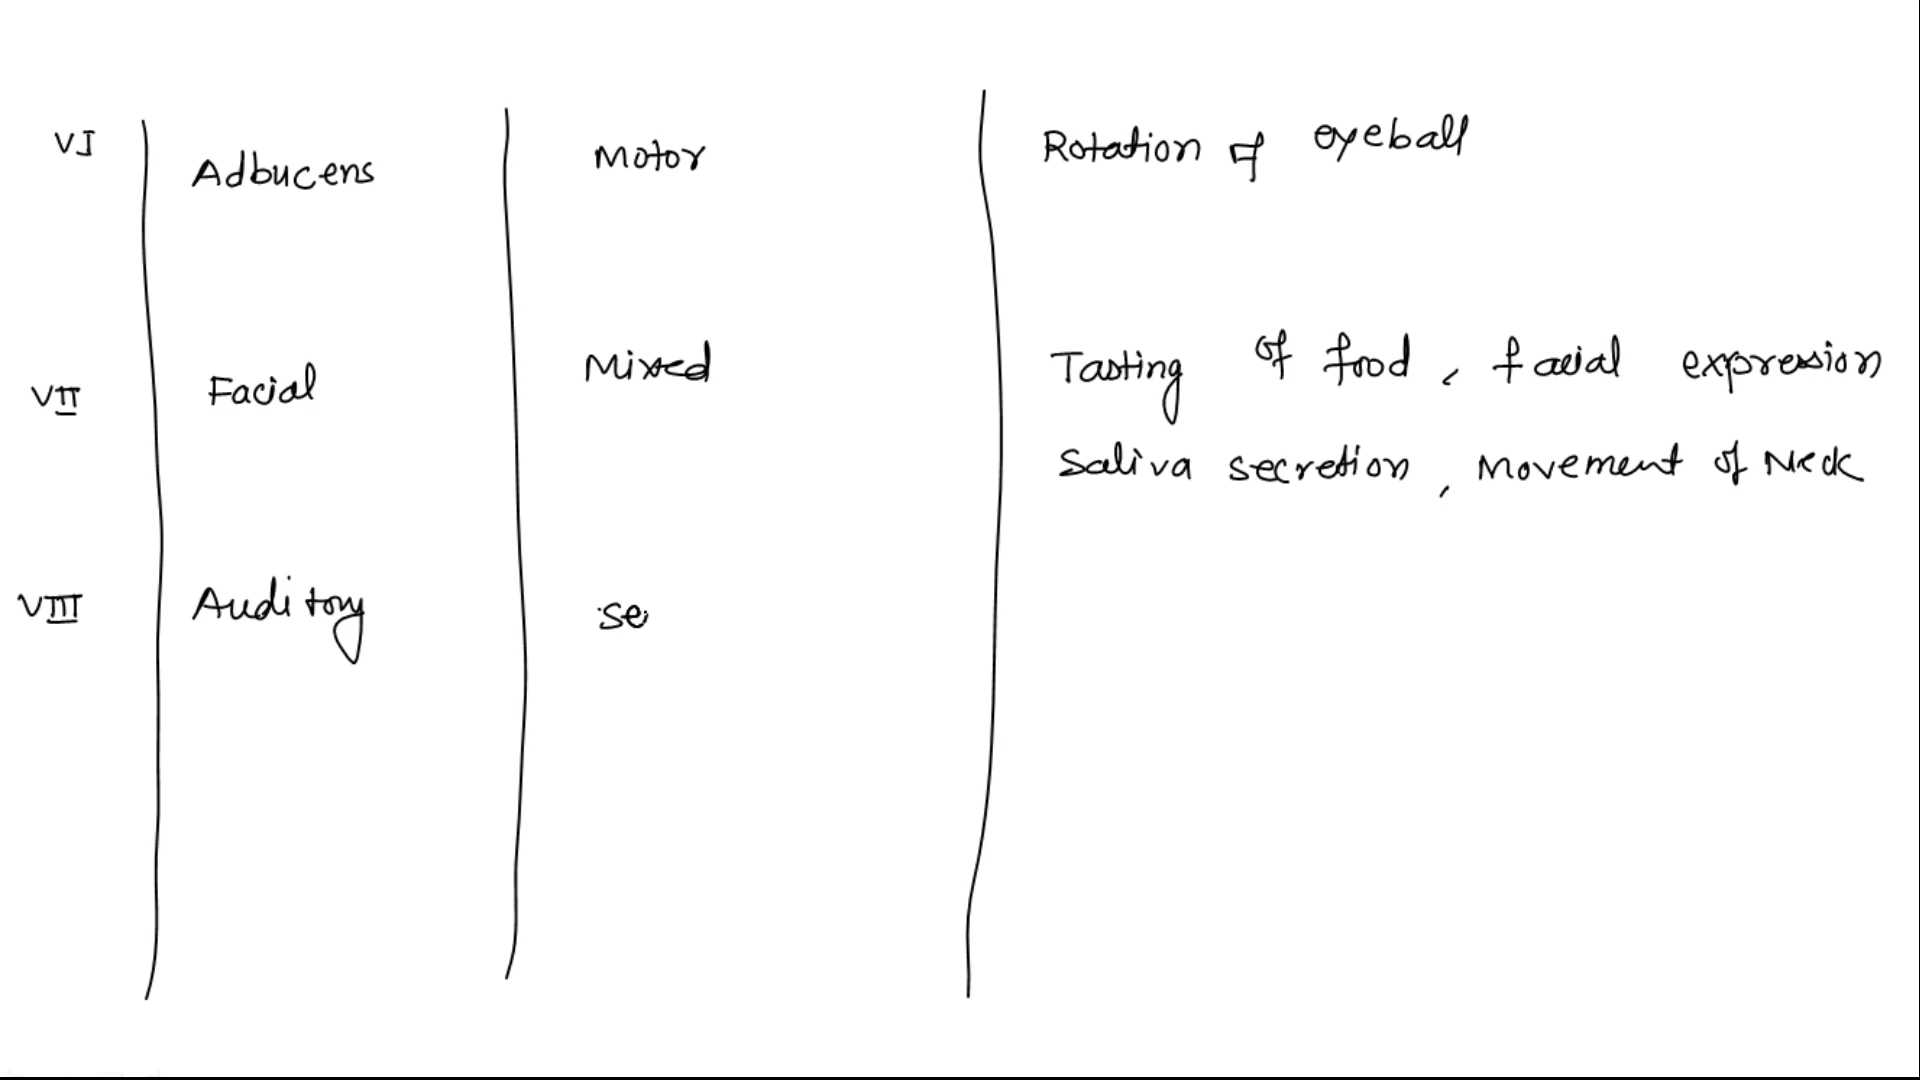 VI Adbucens Motor Rotation of eyeball
VII Facial Mixed Tasting of food, facial expression
Saliva secretion, Movement of Neck
VIII Auditory se